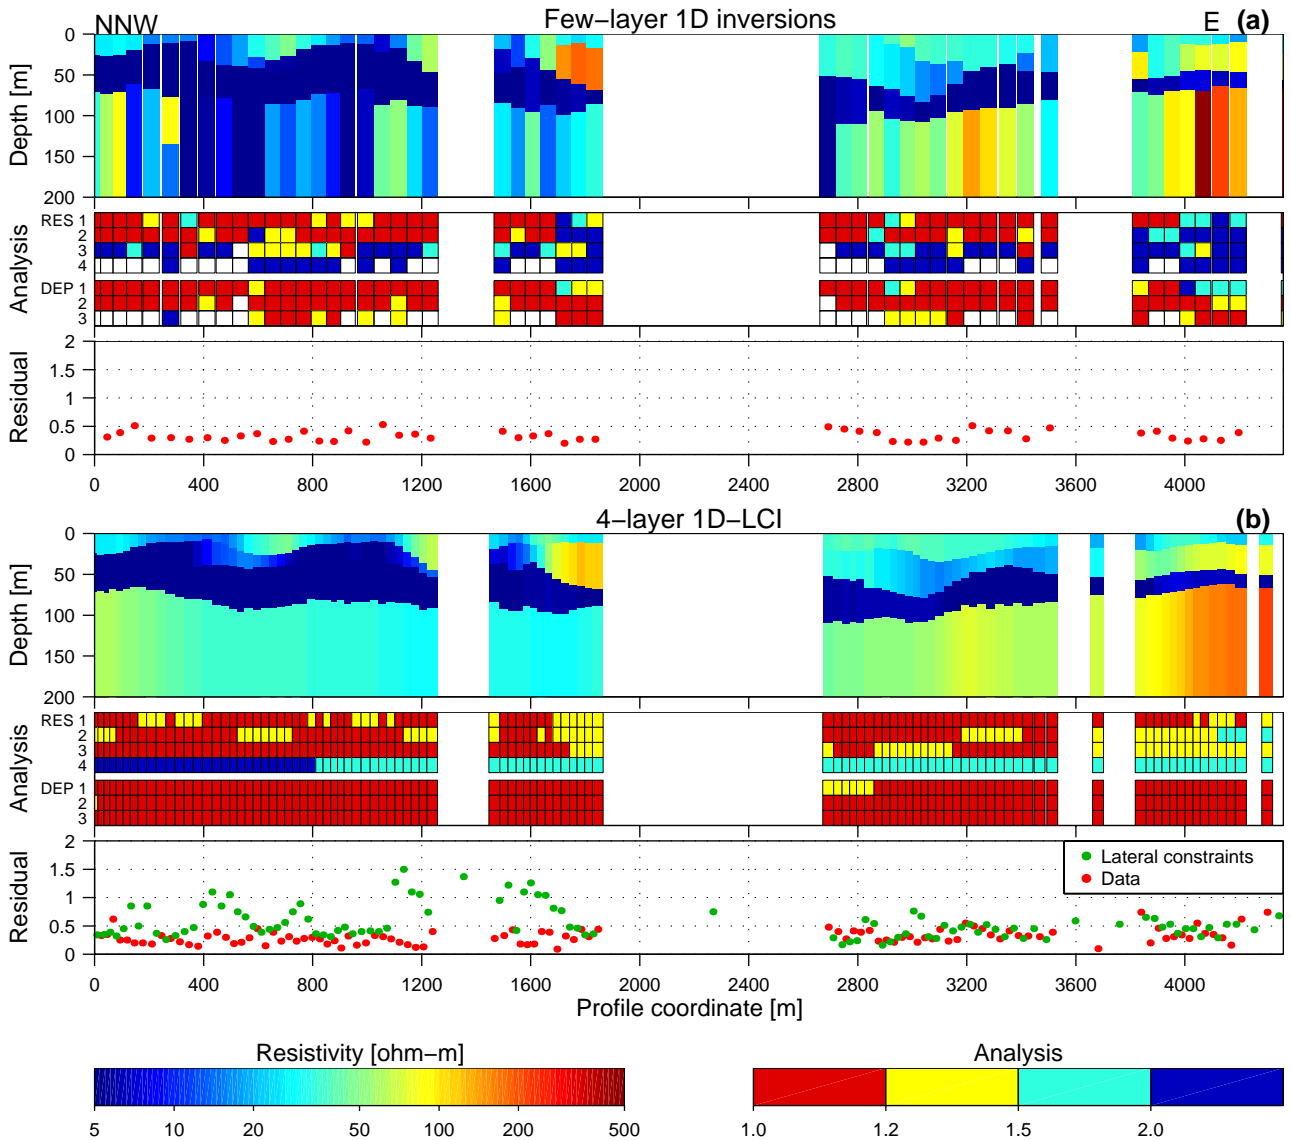 NNW Few−layer 1D inversions E (a)
0
50
100
150
200
Depth [m]
RES 1
2
3
4
DEP 1
2
3
Analysis
2
1.5
1
0.5
0
Residual
0 400 800 1200 1600 2000 2400 2800 3200 3600 4000
4−layer 1D−LCI (b)
0
50
100
150
200
Depth [m]
RES 1
2
3
4
DEP 1
2
3
Analysis
2
1.5
1
0.5
0
Residual
Lateral constraints
Data
0 400 800 1200 1600 2000 2400 2800 3200 3600 4000
Profile coordinate [m]
Resistivity [ohm−m]
5 10 20 50 100 200 500
Analysis
1.0 1.2 1.5 2.0